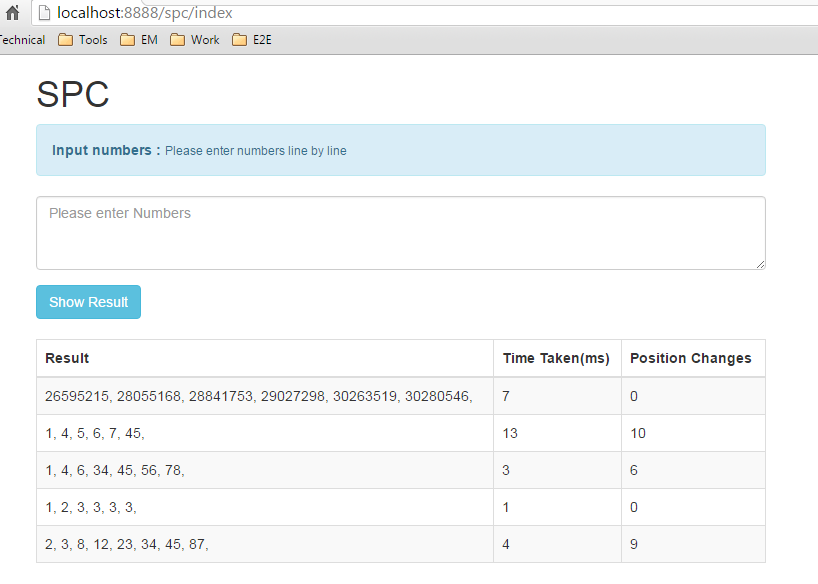 localhost:8888/spc/index
Technical Tools EM Work E2E
SPC
Input numbers : Please enter numbers line by line
Please enter Numbers
Show Result
Result Time Taken(ms) Position Changes
26595215, 28055168, 28841753, 29027298, 30263519, 30280546, 7 0
1, 4, 5, 6, 7, 45, 13 10
1, 4, 6, 34, 45, 56, 78, 3 6
1, 2, 3, 3, 3, 3, 1 0
2, 3, 8, 12, 23, 34, 45, 87, 4 9